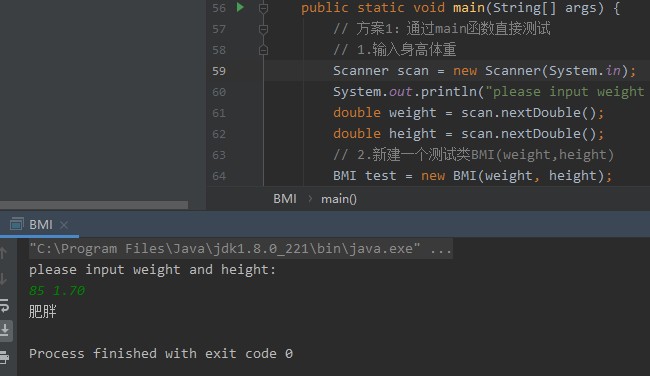 56 public static void main(String[] args) {
57 // 方案1：通过main函数直接测试
58 // 1.输入身高体重
59 Scanner scan = new Scanner(System.in);
60 System.out.println("please input weight
61 double weight = scan.nextDouble();
62 double height = scan.nextDouble();
63 // 2.新建一个测试类BMI(weight,height)
64 BMI test = new BMI(weight, height);
BMI › main()
BMI ×
"C:\Program Files\Java\jdk1.8.0_221\bin\java.exe" ...
please input weight and height:
85 1.70
肥胖
Process finished with exit code 0